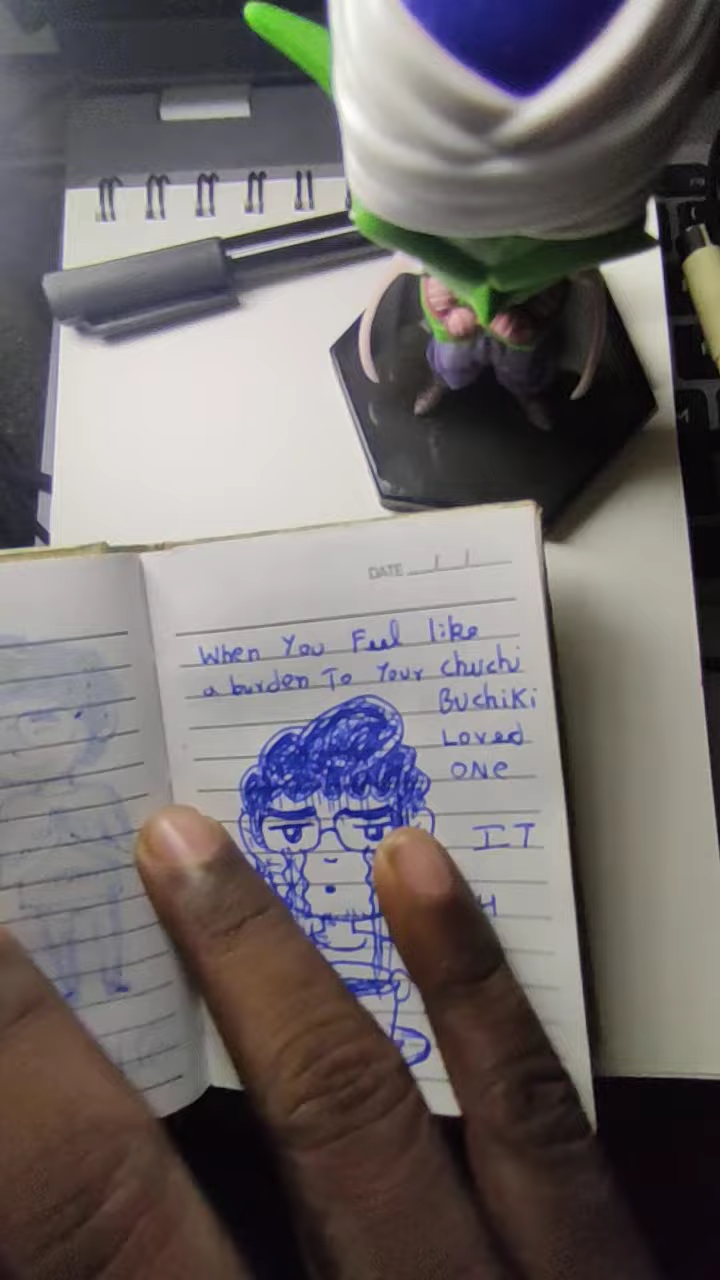 DATE
When You Feel like
a burden To Your chuchi
Buchiki
Loved
ONe
IT